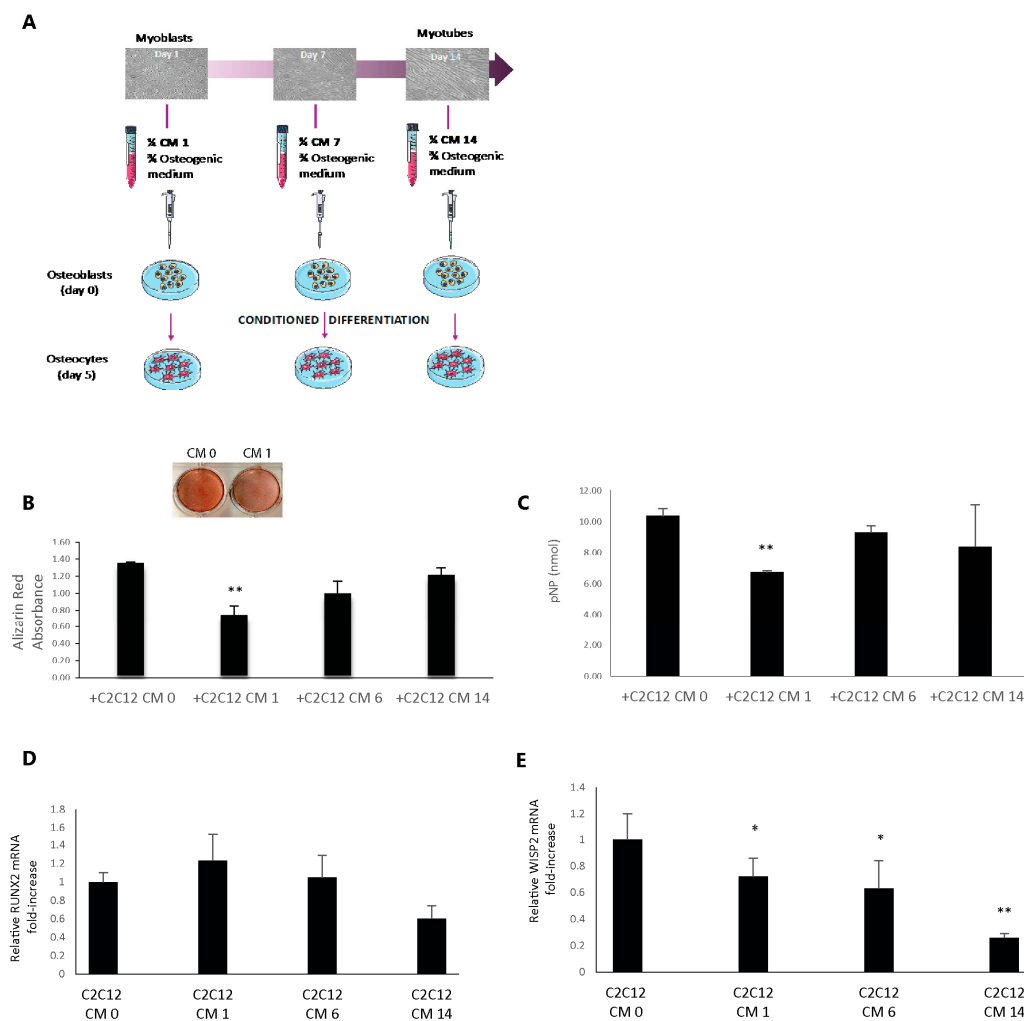 A
Myoblasts
Myotubes
Day 1
Day 7
Day 14
% CM 1
% Osteogenic
medium
% CM 7
% Osteogenic
medium
% CM 14
% Osteogenic
medium
Osteoblasts
(day 0)
CONDITIONED DIFFERENTIATION
Osteocytes
(day 5)
CM 0
CM 1
B
Alizarin Red
Absorbance
1.60
1.40
1.20
1.00
0.80
0.60
0.40
0.20
0.00
**
+C2C12 CM 0
+C2C12 CM 1
+C2C12 CM 6
+C2C12 CM 14
C
pNP (nmol)
12.00
10.00
8.00
6.00
4.00
2.00
0.00
**
+C2C12 CM 0
+C2C12 CM 1
+C2C12 CM 6
+C2C12 CM 14
D
Relative RUNX2 mRNA
fold-increase
1.8
1.6
1.4
1.2
1
0.8
0.6
0.4
0.2
0
C2C12
CM 0
C2C12
CM 1
C2C12
CM 6
C2C12
CM 14
E
Relative WISP2 mRNA
fold-increase
1.4
1.2
1
0.8
0.6
0.4
0.2
0
*
*
**
C2C12
CM 0
C2C12
CM 1
C2C12
CM 6
C2C12
CM 14